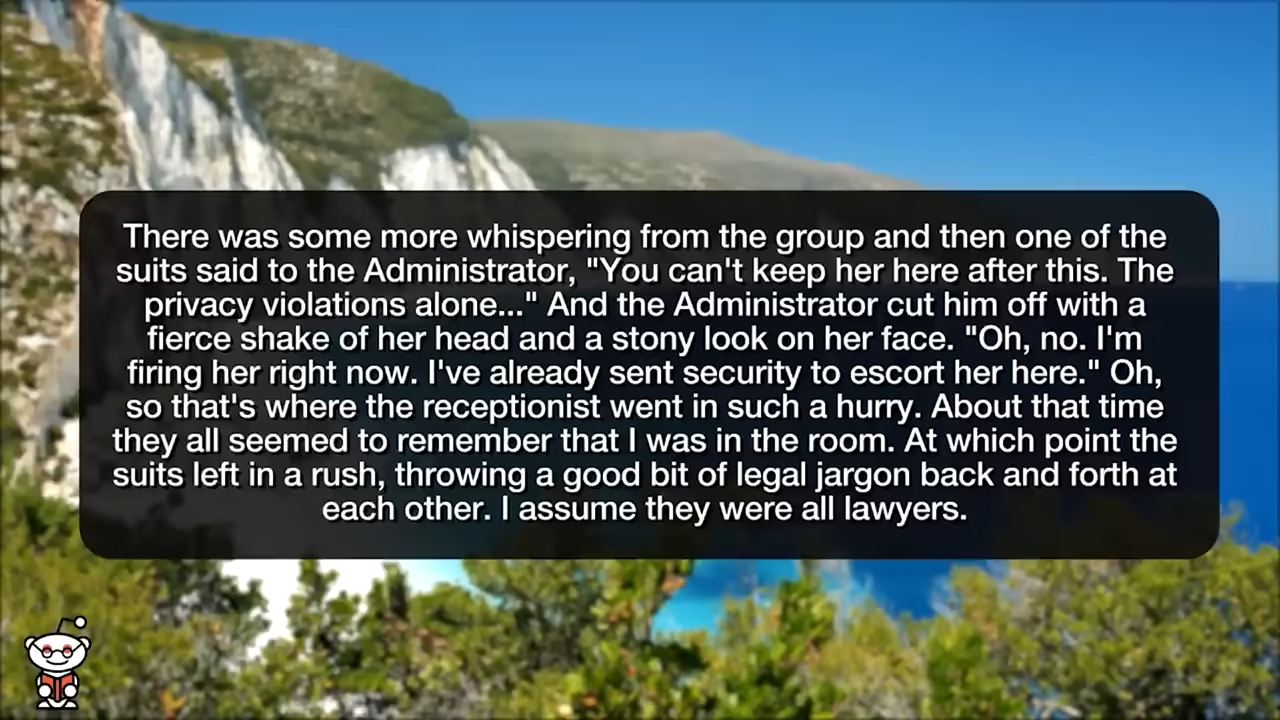 There was some more whispering from the group and then one of the
suits said to the Administrator, "You can't keep her here after this. The
privacy violations alone..." And the Administrator cut him off with a
fierce shake of her head and a stony look on her face. "Oh, no. I'm
firing her right now. I've already sent security to escort her here." Oh,
so that's where the receptionist went in such a hurry. About that time
they all seemed to remember that I was in the room. At which point the
suits left in a rush, throwing a good bit of legal jargon back and forth at
each other. I assume they were all lawyers.